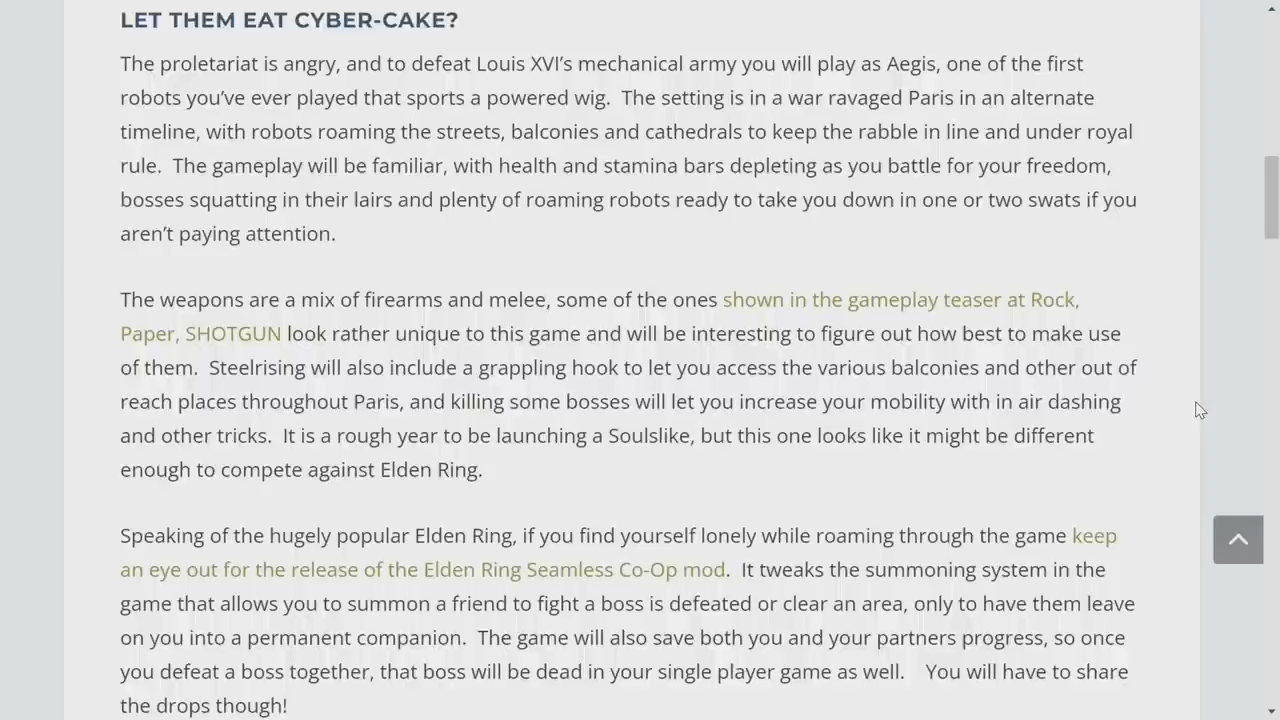 LET THEM EAT CYBER-CAKE?
The proletariat is angry, and to defeat Louis XVI's mechanical army you will play as Aegis, one of the first
robots you've ever played that sports a powered wig.  The setting is in a war ravaged Paris in an alternate
timeline, with robots roaming the streets, balconies and cathedrals to keep the rabble in line and under royal
rule.  The gameplay will be familiar, with health and stamina bars depleting as you battle for your freedom,
bosses squatting in their lairs and plenty of roaming robots ready to take you down in one or two swats if you
aren't paying attention.
The weapons are a mix of firearms and melee, some of the ones shown in the gameplay teaser at Rock,
Paper, SHOTGUN look rather unique to this game and will be interesting to figure out how best to make use
of them.  Steelrising will also include a grappling hook to let you access the various balconies and other out of
reach places throughout Paris, and killing some bosses will let you increase your mobility with in air dashing
and other tricks.  It is a rough year to be launching a Soulslike, but this one looks like it might be different
enough to compete against Elden Ring.
Speaking of the hugely popular Elden Ring, if you find yourself lonely while roaming through the game keep
an eye out for the release of the Elden Ring Seamless Co-Op mod.  It tweaks the summoning system in the
game that allows you to summon a friend to fight a boss is defeated or clear an area, only to have them leave
on you into a permanent companion.  The game will also save both you and your partners progress, so once
you defeat a boss together, that boss will be dead in your single player game as well.   You will have to share
the drops though!